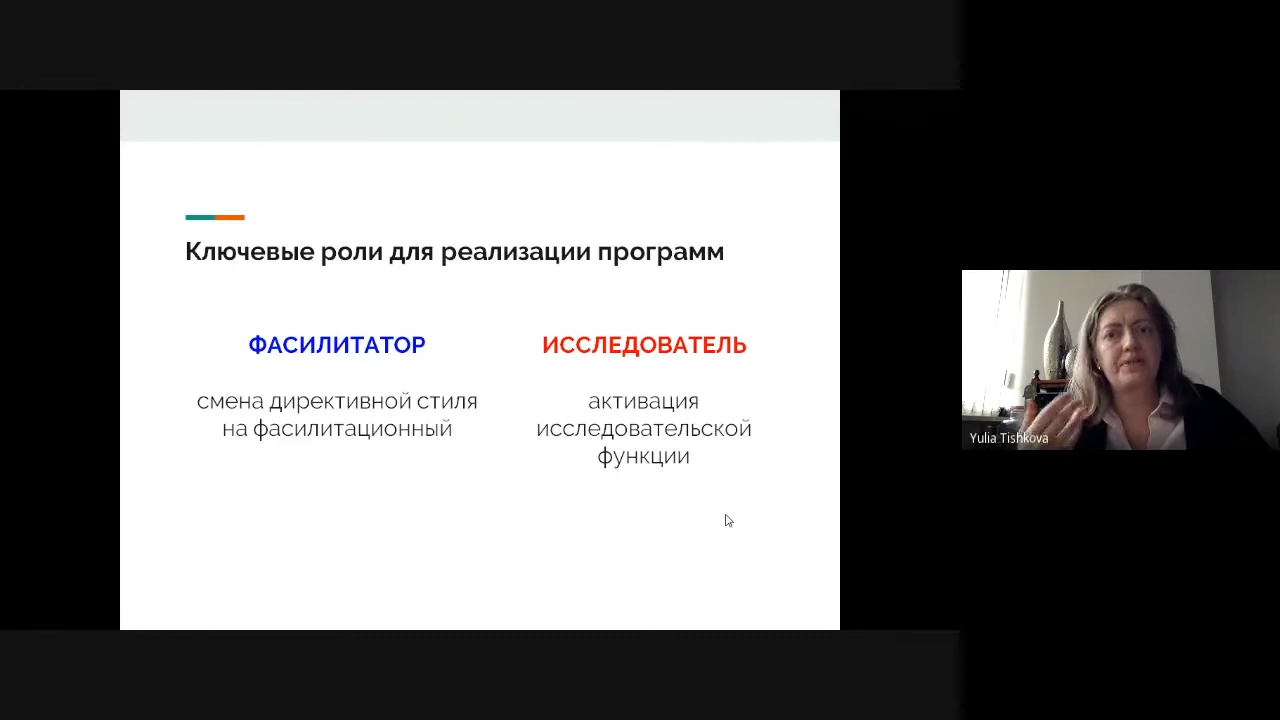 Ключевые роли для реализации программ
ФАСИЛИТАТОР
смена директивной стиля
на фасилитационный
ИССЛЕДОВАТЕЛЬ
активация
исследовательской
функции
Yulia Tishkova